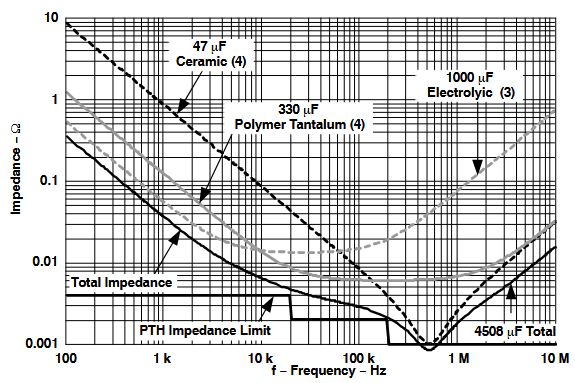 10
1
0.1
0.01
0.001
Impedance – Ω
47 μF
Ceramic (4)
330 μF
Polymer Tantalum (4)
1000 μF
Electrolyic (3)
Total Impedance
PTH Impedance Limit
4508 μF Total
100
1 k
10 k
100 k
1 M
10 M
f – Frequency – Hz